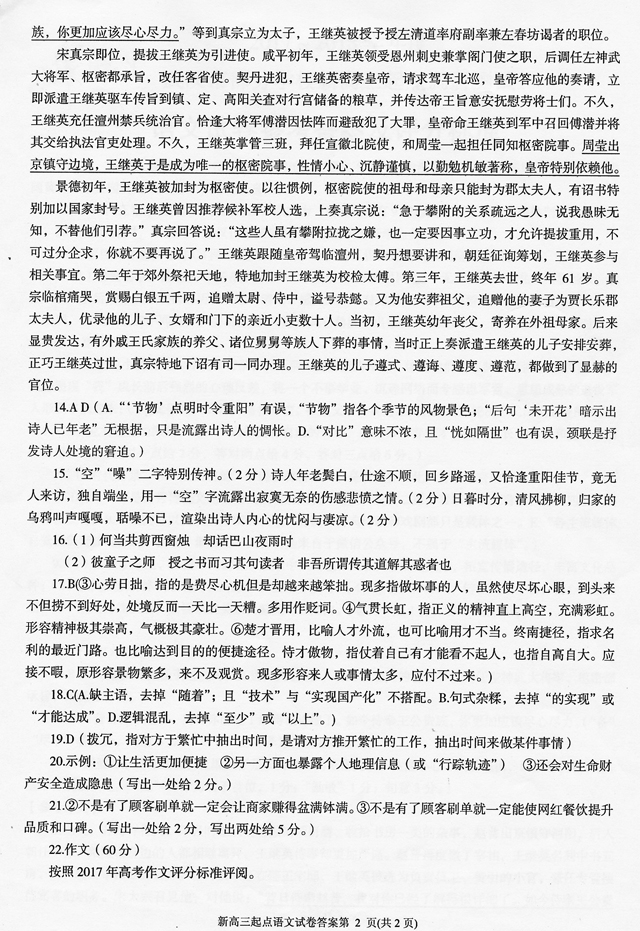 族，你更加应该尽心尽力。”等到真宗立为太子，王继英被授予授左清道率府副率兼左春坊谒者的职位。
宋真宗即位，提拔王继英为引进使。咸平初年，王继英领受恩州刺史兼掌阁门使之职，后调任左神武
大将军、枢密都承旨，改任客省使。契丹进犯，王继英密奏皇帝，请求驾车北巡，皇帝答应他的奏请，立
即派遣王继英驱车传旨到镇、定、高阳关查对行宫储备的粮草，并传达帝王旨意安抚慰劳将士们。不久，
王继英充任澶州禁兵统治官。恰逢大将军傅潜因怯阵而避敌犯了大罪，皇帝命王继英到军中召回傅潜并将
其交给执法官吏处理。不久，王继英掌管三班，拜任宣徽北院使，和周莹一起担任同知枢密院事。周莹出
京镇守边境，王继英于是成为唯一的枢密院事，性情小心、沉静谨慎，以勤勉机敏著称，皇帝特别依赖他。
景德初年，王继英被加封为枢密使。以往惯例，枢密院使的祖母和母亲只能封为郡太夫人，有诏书特
别加以国家封号。王继英曾因推荐候补军校人选，上奏真宗说：“急于攀附的关系疏远之人，说我愚昧无
知，不替他们引荐。”真宗回答说：“这些人虽有攀附拉拢之嫌，也一定要因事立功，才允许提拔重用，不
可过分企求，你就不要再说了。”王继英跟随皇帝驾临澶州，契丹想要讲和，朝廷征询筹划，王继英参与
相关事宜。第二年于郊外祭祀天地，特地加封王继英为校检太傅。第三年，王继英去世，终年 61 岁。真
宗临棺痛哭，赏赐白银五千两，追赠太尉、侍中，谥号恭懿。又为他安葬祖父，追赠他的妻子为贾长乐郡
太夫人，优录他的儿子、女婿和门下的亲近小吏数十人。当初，王继英幼年丧父，寄养在外祖母家。后来
显贵发达，有外戚王氏家族的养父、诸位舅舅等族人下葬的事情，当时正上奏派遣王继英的儿子安排安葬，
正巧王继英过世，真宗特地下诏有司一同办理。王继英的儿子遵式、遵诲、遵度、遵范，都做到了显赫的
官位。
14.A D（A.“‘节物’点明时令重阳”有误，“节物”指各个季节的风物景色；“后句‘未开花’暗示出
诗人已年老”无根据，只是流露出诗人的惆怅。D.“对比”意味不浓，且“恍如隔世”也有误，颈联是抒
发诗人处境的窘迫。）
15.“空”“噪”二字特别传神。（2 分）诗人年老鬓白，仕途不顺，回乡路遥，又恰逢重阳佳节，竟无
人来访，独自端坐，用一“空”字流露出寂寞无奈的伤感悲愤之情。（2 分）日暮时分，清风拂柳，归家的
乌鸦叫声嘎嘎，聒噪不已，渲染出诗人内心的忧闷与凄凉。（2 分）
16.（1）何当共剪西窗烛　却话巴山夜雨时
（2）彼童子之师　授之书而习其句读者　非吾所谓传其道解其惑者也
17.B(③心劳日拙，指的是费尽心机但是却越来越笨拙。现多指做坏事的人，虽然使尽坏心眼，到头来
不但捞不到好处，处境反而一天比一天糟。多用作贬词。④气贯长虹，指正义的精神直上高空，充满彩虹。
形容精神极其崇高，气概极其豪壮。⑥楚才晋用，比喻人才外流，也可比喻用才不当。终南捷径，指求名
利的最近门路。也比喻达到目的的便捷途径。恃才傲物，指仗着自己有才能看不起人，也指自高自大。应
接不暇，原形容景物繁多，来不及观赏。现多形容来人或事情太多，应付不过来。）
18.C(A.缺主语，去掉“随着”；且“技术”与“实现国产化”不搭配。B.句式杂糅，去掉“的实现”或
“才能达成”。D.逻辑混乱，去掉“至少”或“以上”。)
19.D（拨冗，指对方于繁忙中抽出时间，是请对方推开繁忙的工作，抽出时间来做某件事情）
20.示例：①让生活更加便捷　②另一方面也暴露个人地理信息（或“行踪轨迹”）　③还会对生命财
产安全造成隐患（写出一处给 2 分。）
21.②不是有了顾客刷单就一定会让商家赚得盆满钵满。③不是有了顾客刷单就一定能使网红餐饮提升
品质和口碑。（写出一处给 2 分，写出两处给 5 分。）
22.作文（60 分）
按照 2017 年高考作文评分标准评阅。
新高三起点语文试卷答案第 2 页(共 2 页)